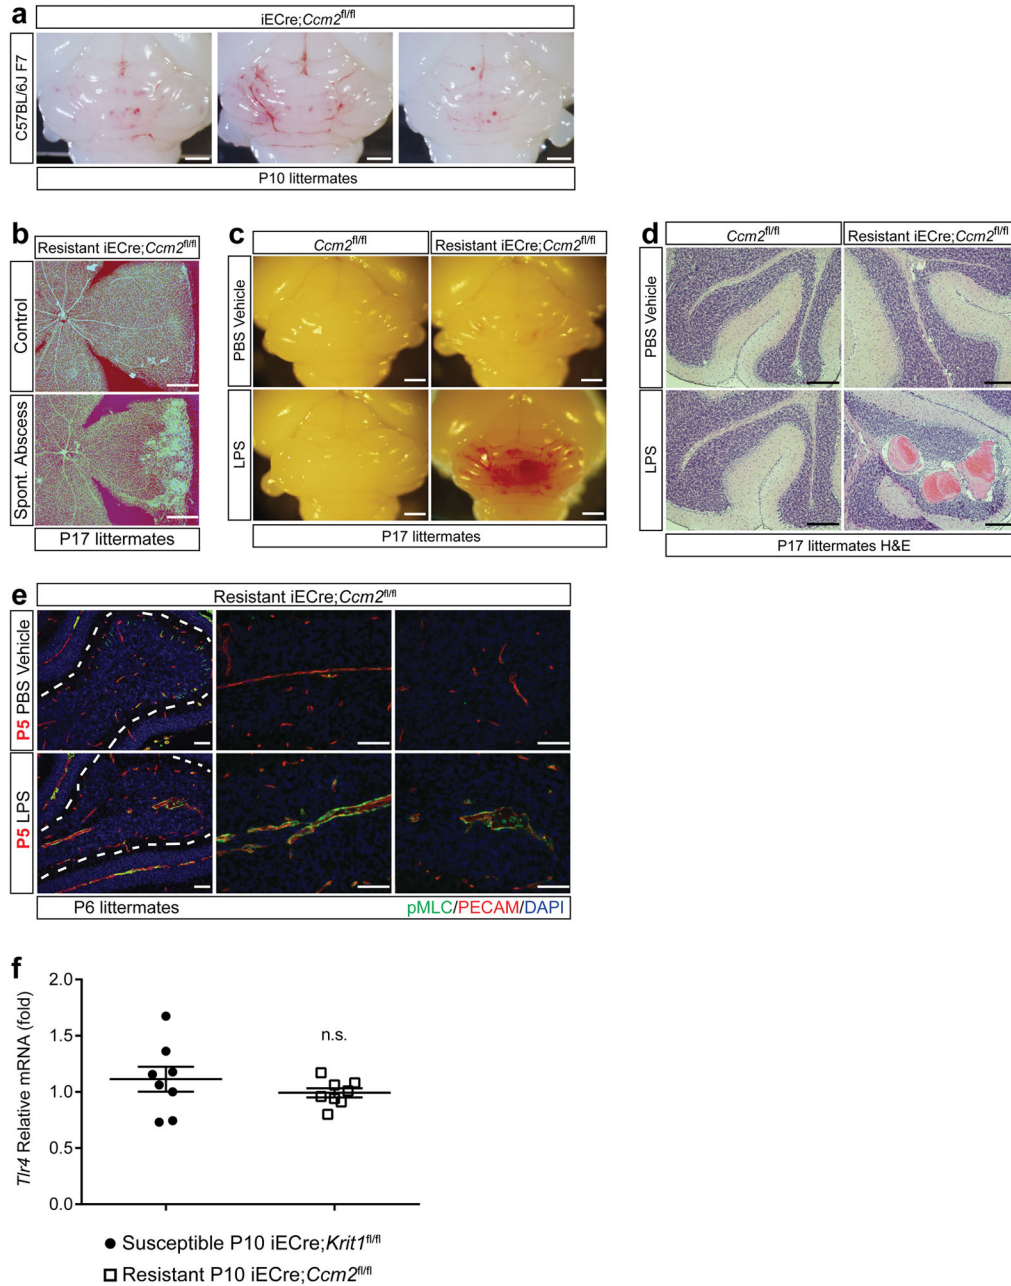 a
iECre;Ccm2fl/fl
C57BL/6J F7
P10 littermates
b
Resistant iECre;Ccm2fl/fl
Control
Spont. Abscess
P17 littermates
c
Ccm2fl/fl
Resistant iECre;Ccm2fl/fl
PBS Vehicle
LPS
P17 littermates
d
Ccm2fl/fl
Resistant iECre;Ccm2fl/fl
PBS Vehicle
LPS
P17 littermates H&E
e
Resistant iECre;Ccm2fl/fl
P5 PBS Vehicle
P5 LPS
P6 littermates
pMLC/PECAM/DAPI
f
Tlr4 Relative mRNA (fold)
2.0
1.5
1.0
0.5
0.0
n.s.
Susceptible P10 iECre;Krit1fl/fl
Resistant P10 iECre;Ccm2fl/fl